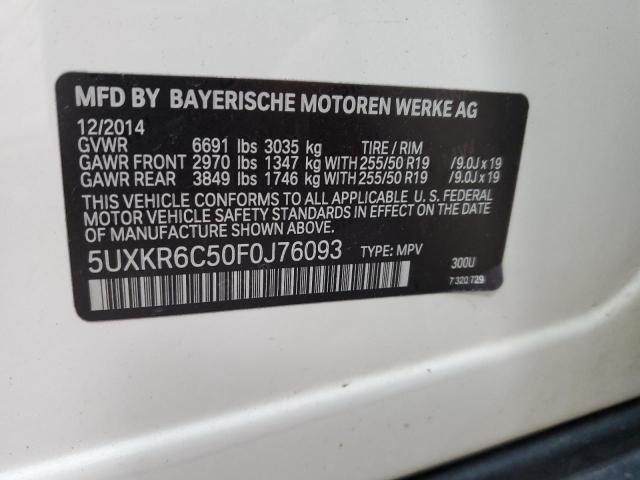 MFD BY BAYERISCHE MOTOREN WERKE AG
12/2014
GVWR 6691 lbs 3035 kg TIRE / RIM
GAWR FRONT 2970 lbs 1347 kg WITH 255/50 R19 /9.0J x 19
GAWR REAR 3849 lbs 1746 kg WITH 255/50 R19 /9.0J x 19
THIS VEHICLE CONFORMS TO ALL APPLICABLE U. S. FEDERAL
MOTOR VEHICLE SAFETY STANDARDS IN EFFECT ON THE DATE
OF MANUFACTURE SHOWN ABOVE.
5UXKR6C50F0J76093 TYPE: MPV 300U
7 320 729